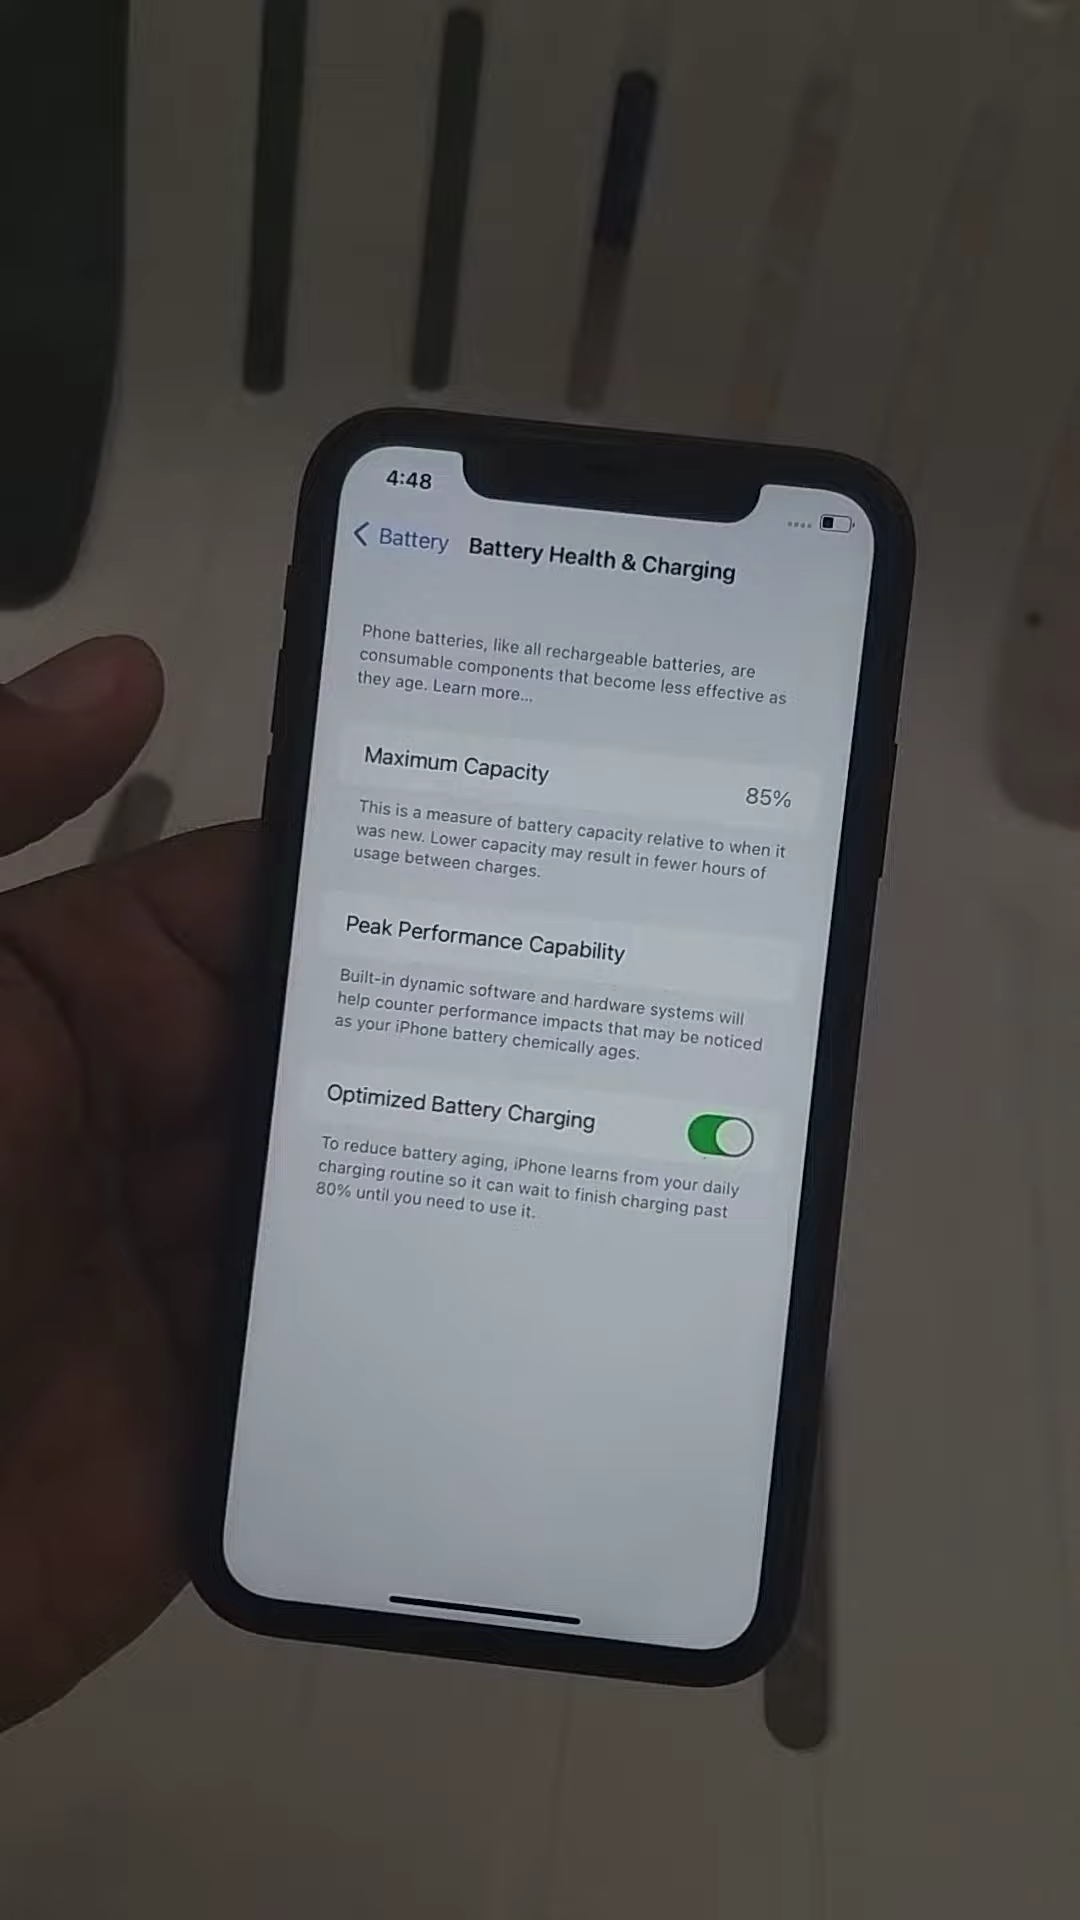 4:48
Battery
Battery Health & Charging
Phone batteries, like all rechargeable batteries, are
consumable components that become less effective as
they age. Learn more...
Maximum Capacity
85%
This is a measure of battery capacity relative to when it
was new. Lower capacity may result in fewer hours of
usage between charges.
Peak Performance Capability
Built-in dynamic software and hardware systems will
help counter performance impacts that may be noticed
as your iPhone battery chemically ages.
Optimized Battery Charging
To reduce battery aging, iPhone learns from your daily
charging routine so it can wait to finish charging past
80% until you need to use it.